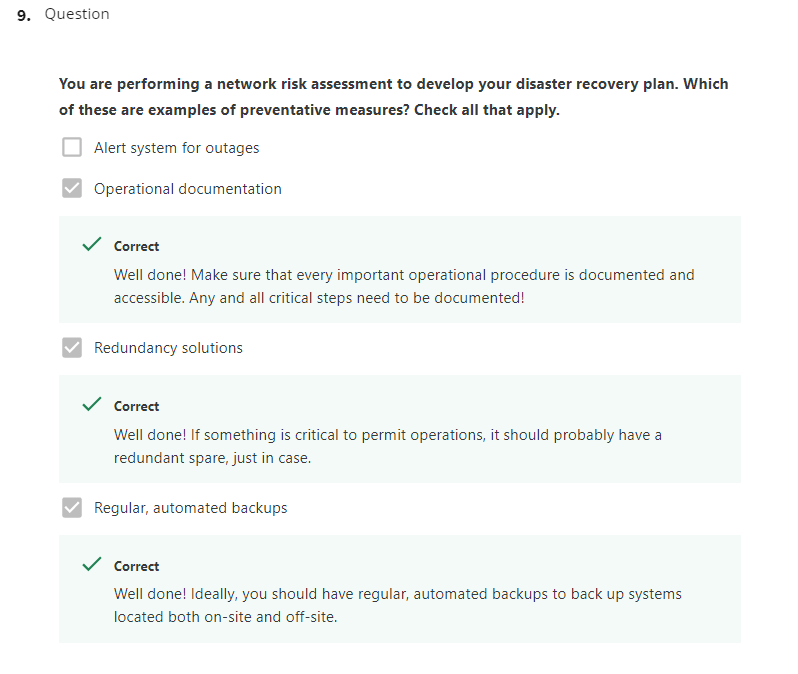 9. Question
You are performing a network risk assessment to develop your disaster recovery plan. Which
of these are examples of preventative measures? Check all that apply.
Alert system for outages
Operational documentation
Correct
Well done! Make sure that every important operational procedure is documented and
accessible. Any and all critical steps need to be documented!
Redundancy solutions
Correct
Well done! If something is critical to permit operations, it should probably have a
redundant spare, just in case.
Regular, automated backups
Correct
Well done! Ideally, you should have regular, automated backups to back up systems
located both on-site and off-site.